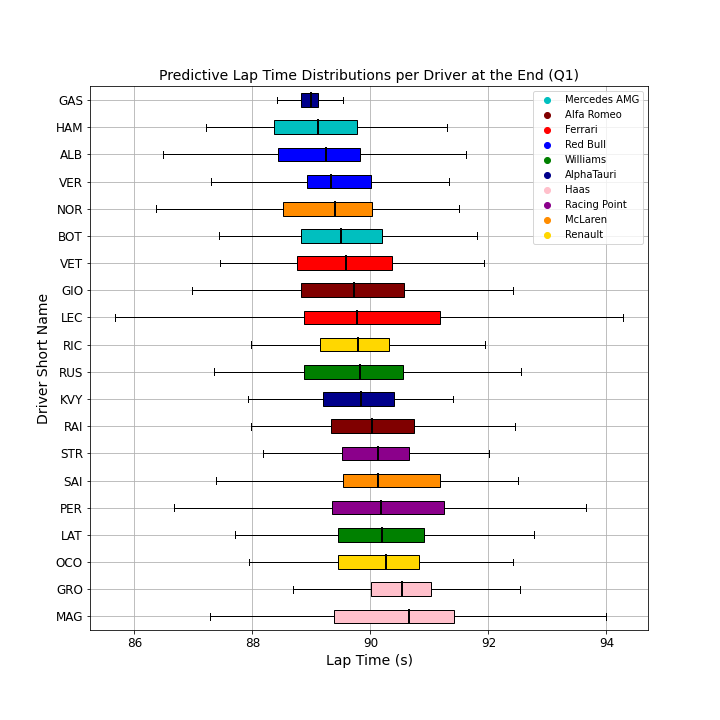 Predictive Lap Time Distributions per Driver at the End (Q1)
GAS
HAM
ALB
VER
NOR
BOT
VET
GIO
LEC
RIC
RUS
KVY
RAI
STR
SAI
PER
LAT
OCO
GRO
MAG
Driver Short Name
Mercedes AMG
Alfa Romeo
Ferrari
Red Bull
Williams
AlphaTauri
Haas
Racing Point
McLaren
Renault
86 88 90 92 94
Lap Time (s)